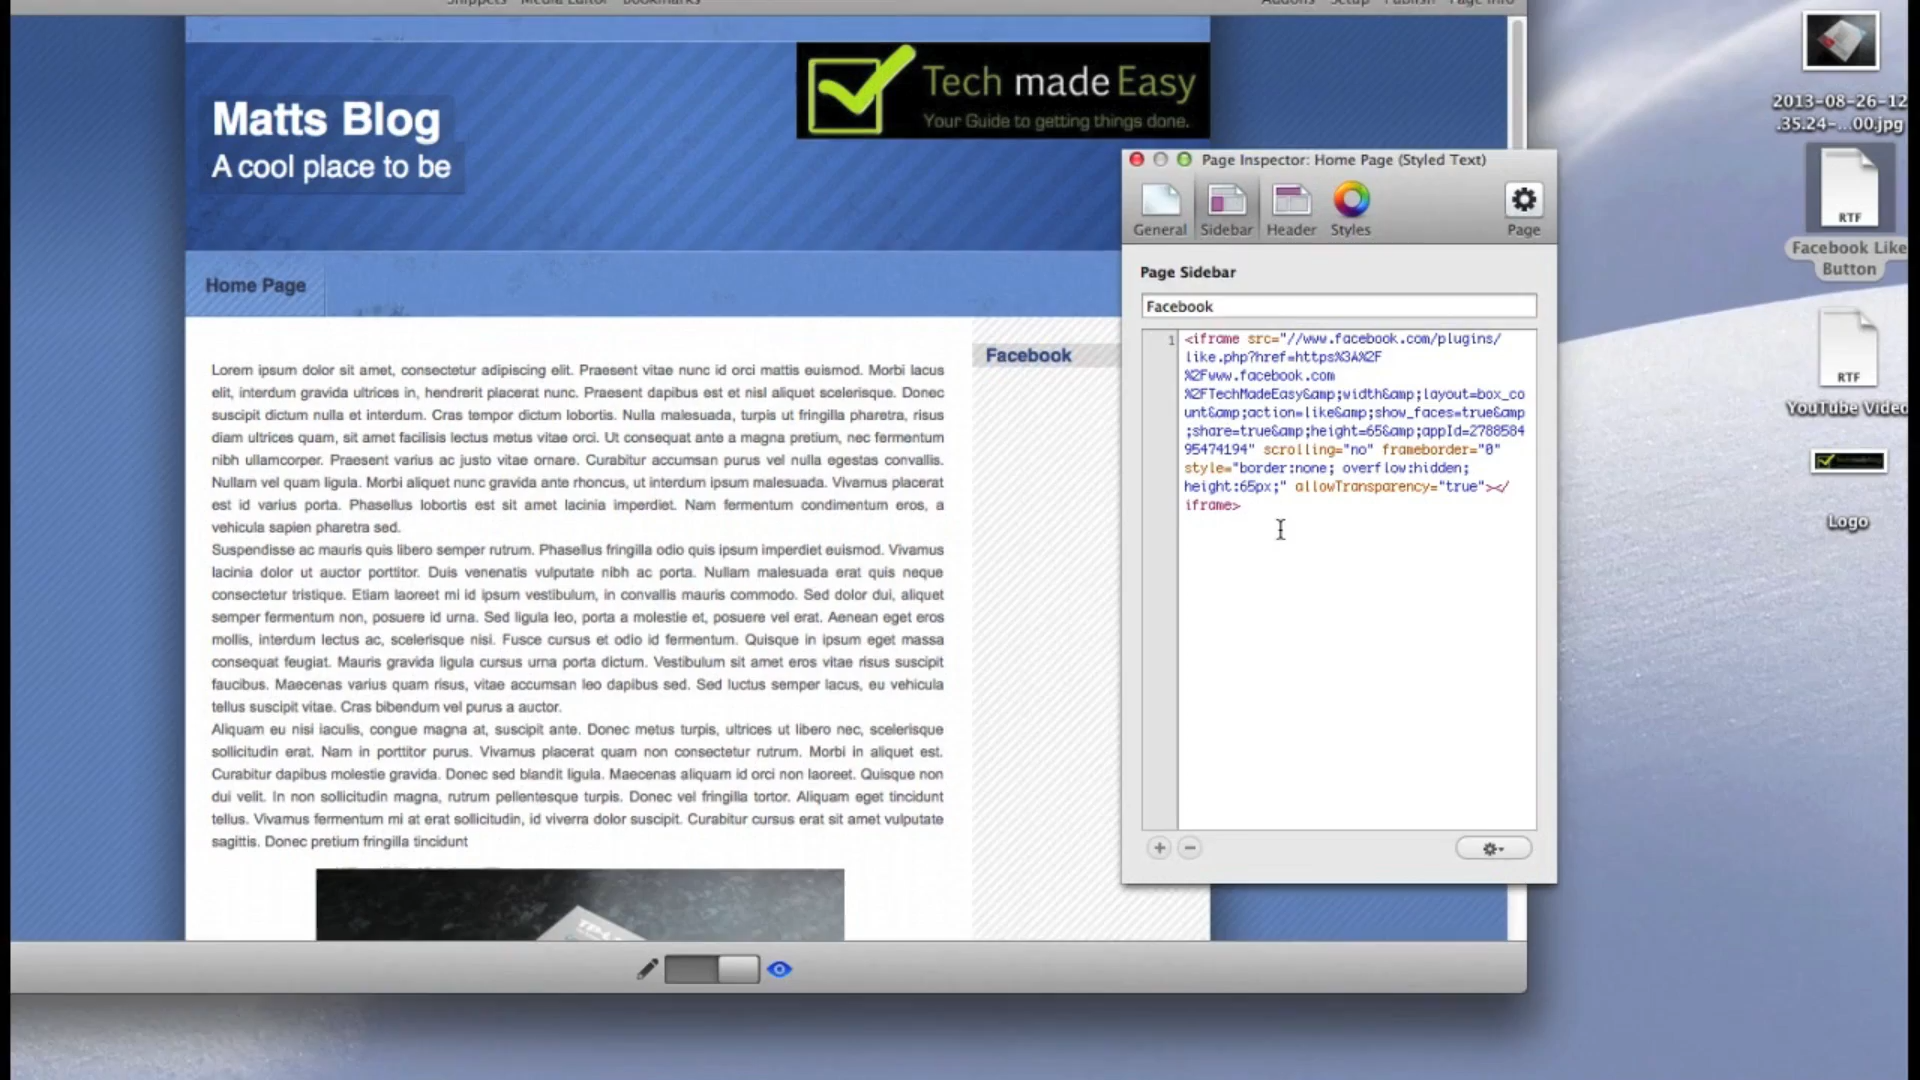 Snippets Media Editor Bookmarks
Addons Setup Publish Page Info
Tech made Easy
Your Guide to getting things done.
Matts Blog
A cool place to be
Home Page
Lorem ipsum dolor sit amet, consectetur adipiscing elit. Praesent vitae nunc id orci mattis euismod. Morbi lacus
elit, interdum gravida ultrices in, hendrerit placerat nunc. Praesent dapibus est et nisl aliquet scelerisque. Donec
suscipit dictum nulla et interdum. Cras tempor dictum lobortis. Nulla malesuada, turpis ut fringilla pharetra, risus
diam ultrices quam, sit amet facilisis lectus metus vitae orci. Ut consequat ante a magna pretium, nec fermentum
nibh ullamcorper. Praesent varius ac justo vitae ornare. Curabitur accumsan purus vel nulla egestas convallis.
Nullam vel quam ligula. Morbi aliquet nunc gravida ante rhoncus, ut interdum ipsum malesuada. Vivamus placerat
est id varius porta. Phasellus lobortis est sit amet lacinia imperdiet. Nam fermentum condimentum eros, a
vehicula sapien pharetra sed.
Suspendisse ac mauris quis libero semper rutrum. Phasellus fringilla odio quis ipsum imperdiet euismod. Vivamus
lacinia dolor ut auctor porttitor. Duis venenatis vulputate nibh ac porta. Nullam malesuada erat quis neque
consectetur tristique. Etiam laoreet mi id ipsum vestibulum, in convallis mauris commodo. Sed dolor dui, aliquet
semper fermentum non, posuere id urna. Sed ligula leo, porta a molestie et, posuere vel erat. Aenean eget eros
mollis, interdum lectus ac, scelerisque nisi. Fusce cursus et odio id fermentum. Quisque in ipsum eget massa
consequat feugiat. Mauris gravida ligula cursus urna porta dictum. Vestibulum sit amet eros vitae risus suscipit
faucibus. Maecenas varius quam risus, vitae accumsan leo dapibus sed. Sed luctus semper lacus, eu vehicula
tellus suscipit vitae. Cras bibendum vel purus a auctor.
Aliquam eu nisi iaculis, congue magna at, suscipit ante. Donec metus turpis, ultrices ut libero nec, scelerisque
sollicitudin erat. Nam in porttitor purus. Vivamus placerat quam non consectetur rutrum. Morbi in aliquet est.
Curabitur dapibus molestie gravida. Donec sed blandit ligula. Maecenas aliquam id orci non laoreet. Quisque non
dui velit. In non sollicitudin magna, rutrum pellentesque turpis. Donec vel fringilla tortor. Aliquam eget tincidunt
tellus. Vivamus fermentum mi at erat sollicitudin, id viverra dolor suscipit. Curabitur cursus erat sit amet vulputate
sagittis. Donec pretium fringilla tincidunt
TP-LINK
Facebook
Page Inspector: Home Page (Styled Text)
General Sidebar Header Styles Page
Page Sidebar
Facebook
1
<iframe src="//www.facebook.com/plugins/
like.php?href=https%3A%2F
%2Fwww.facebook.com
%2FTechMadeEasy&amp;width&amp;layout=box_co
unt&amp;action=like&amp;show_faces=true&amp
;share=true&amp;height=65&amp;appId=2788584
95474194" scrolling="no" frameborder="0"
style="border:none; overflow:hidden;
height:65px;" allowTransparency="true"></
iframe>
2013-08-26-12
.35.24-...00.jpg
RTF
Facebook Like
Button
RTF
YouTube Video
Logo